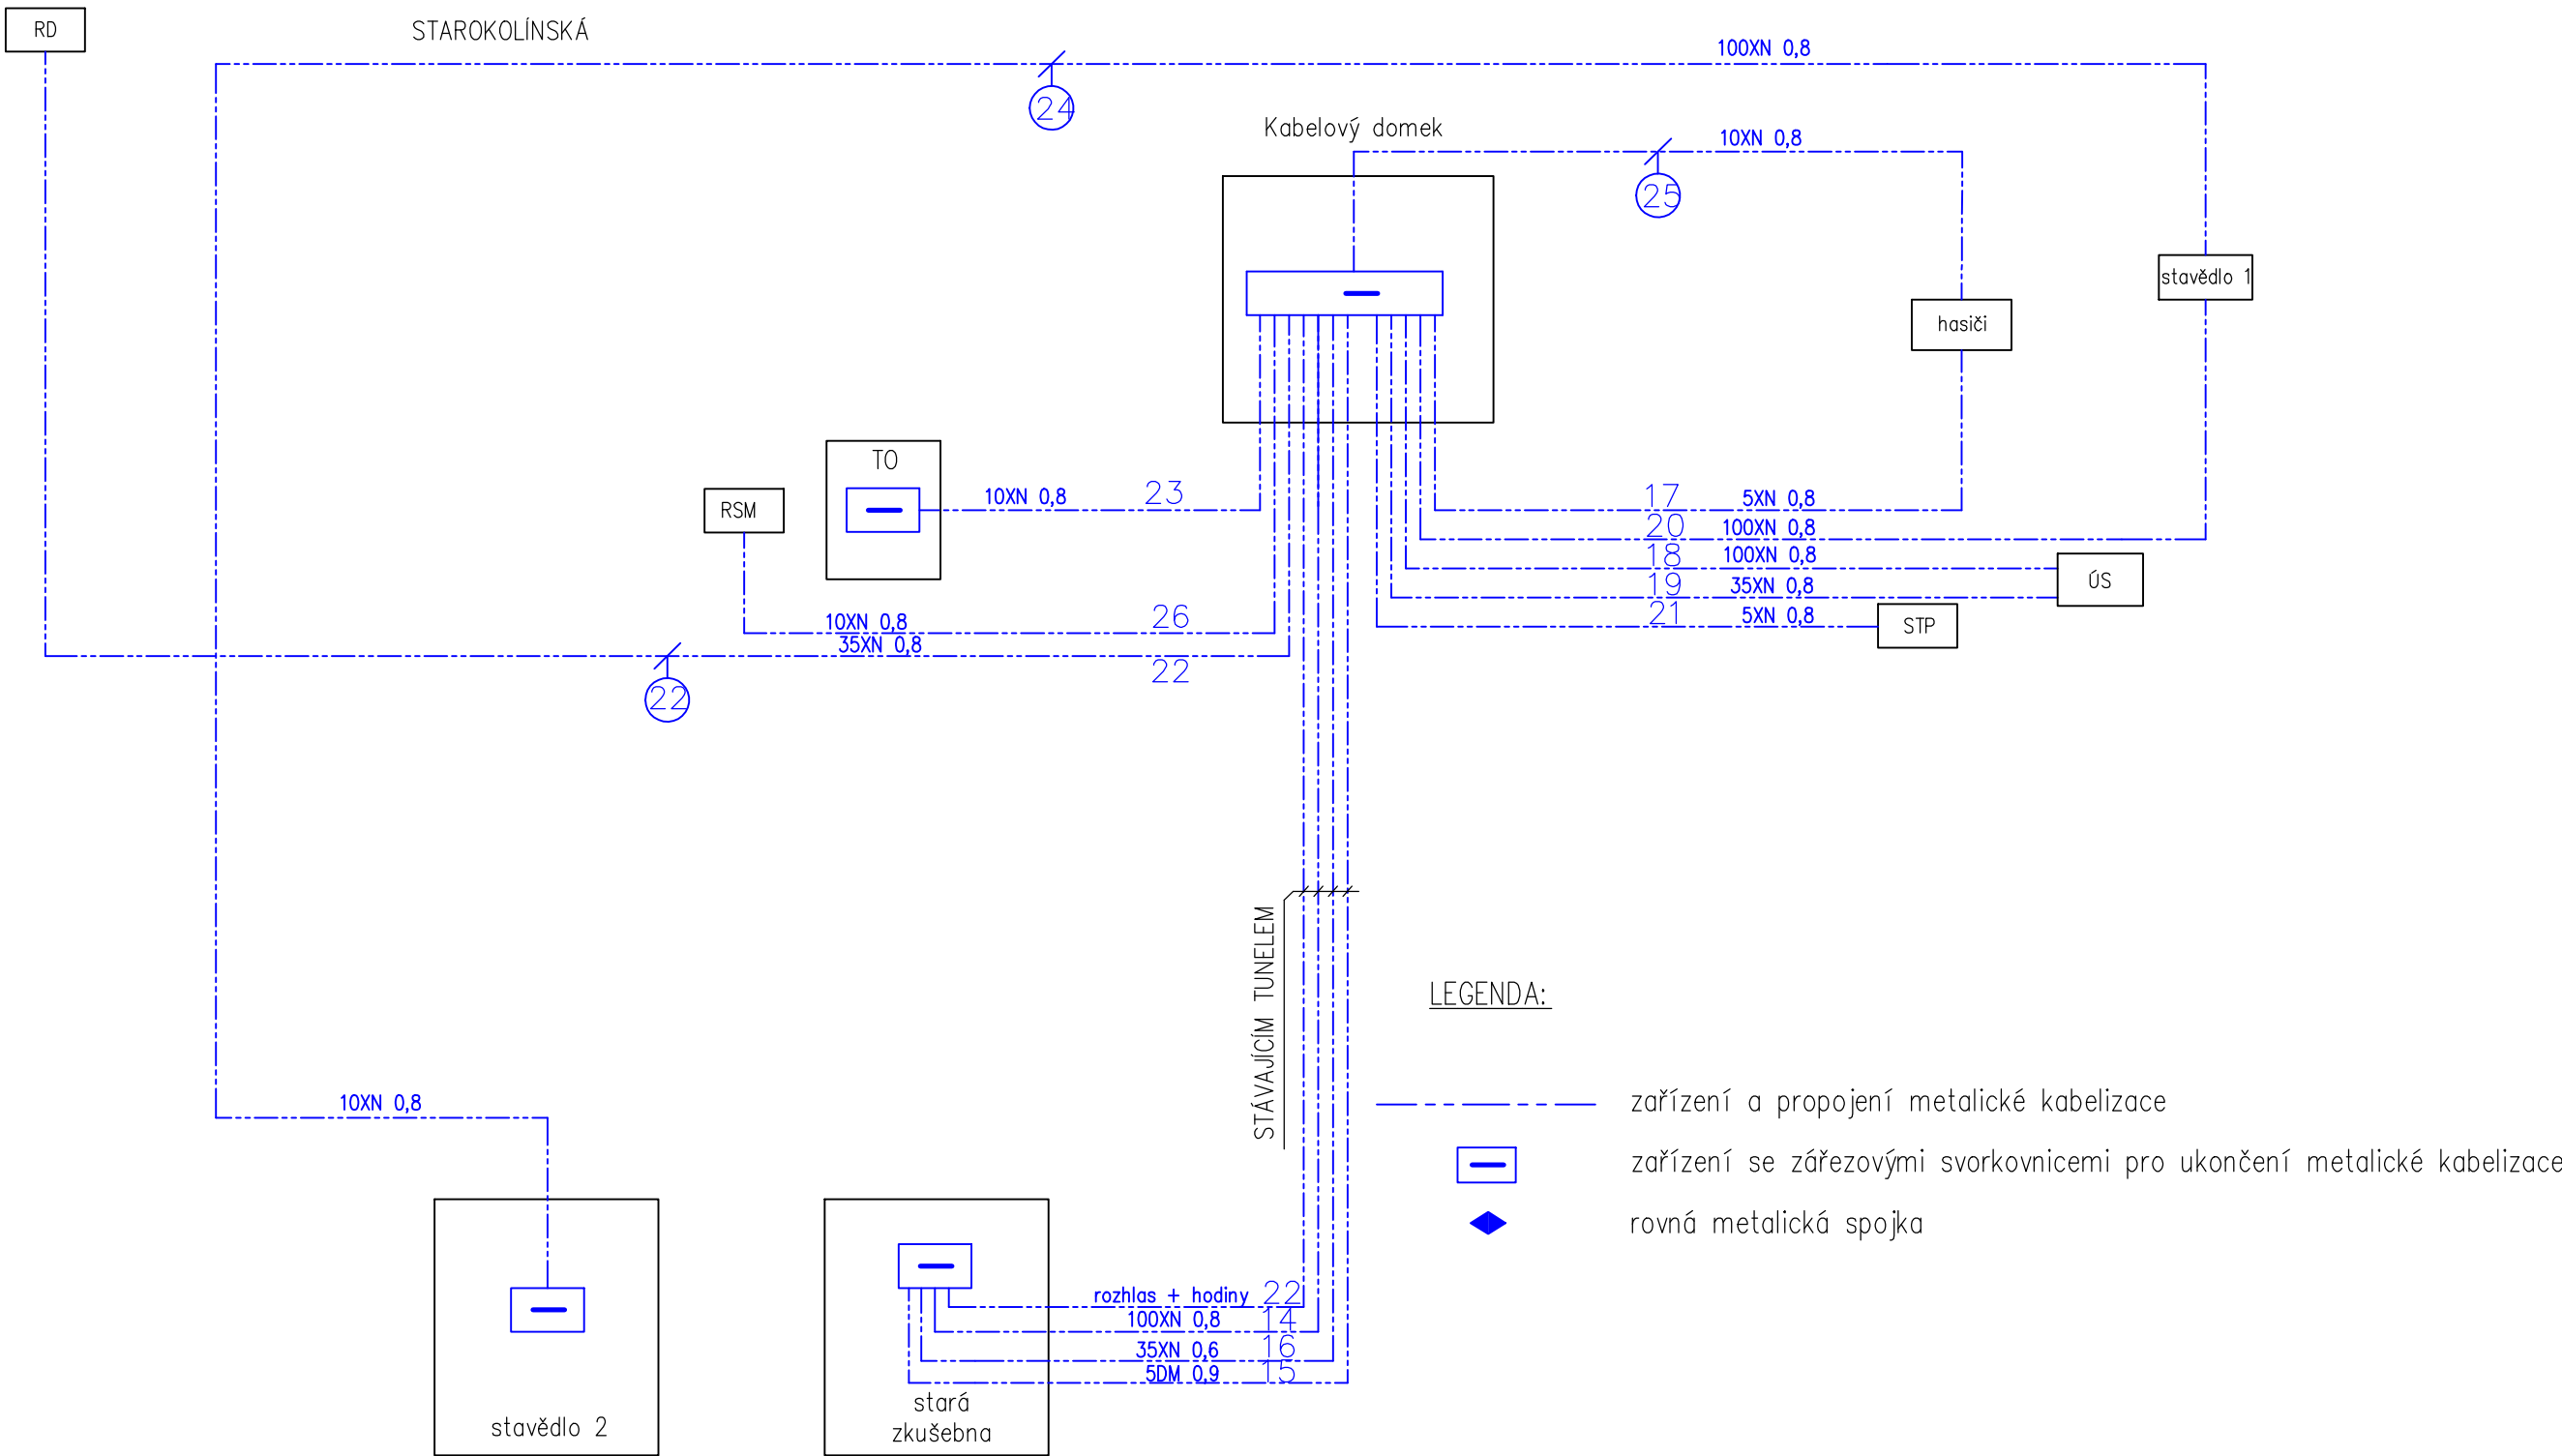 RD
STAROKOLÍNSKÁ
100XN 0,8
24
Kabelový domek
10XN 0,8
25
stavědlo 1
hasiči
TO
RSM
10XN 0,8
23
17
5XN 0,8
20
100XN 0,8
18
100XN 0,8
19
35XN 0,8
ÚS
21
5XN 0,8
STP
10XN 0,8
26
35XN 0,8
22
22
STÁVAJÍCÍM TUNELEM
LEGENDA:
zařízení a propojení metalické kabelizace
zařízení se zářezovými svorkovnicemi pro ukončení metalické kabelizace
rovná metalická spojka
10XN 0,8
rozhlas + hodiny
22
100XN 0,8
14
35XN 0,6
16
5DM 0,9
15
stavědlo 2
stará
zkušebna